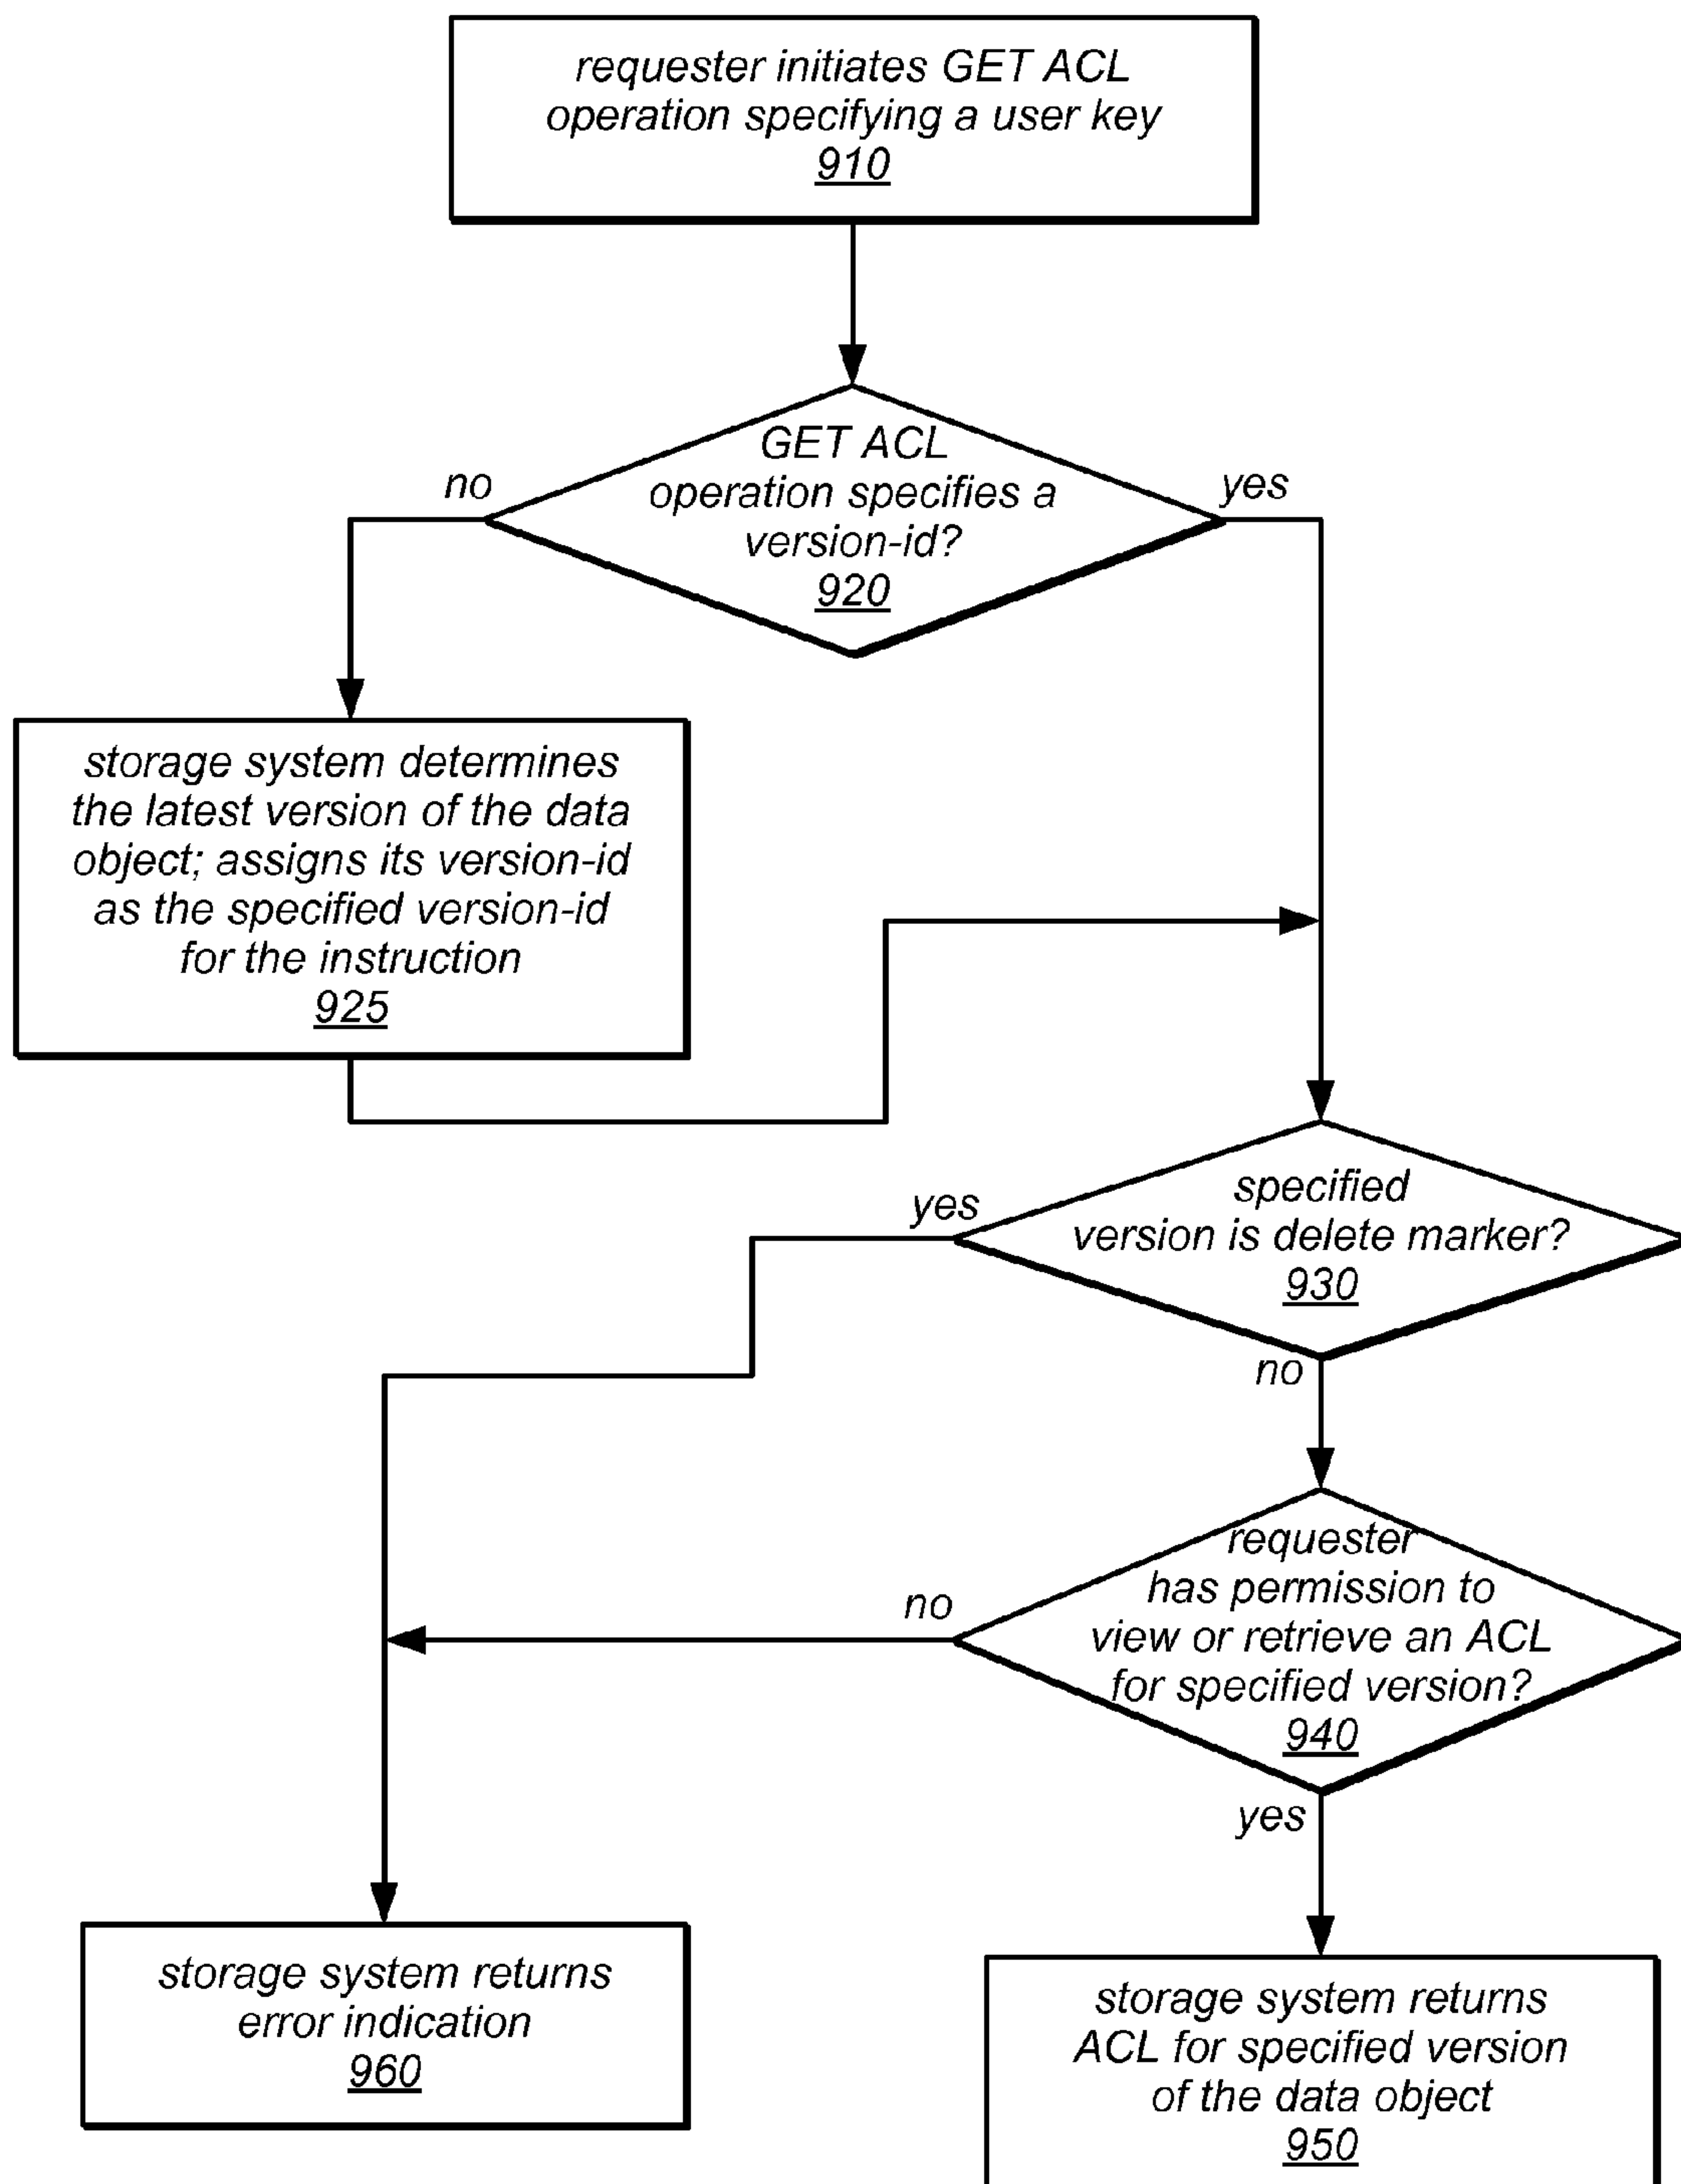 requester initiates GET ACL
operation specifying a user key
910
GET ACL
operation specifies a
version-id?
920
no
yes
storage system determines
the latest version of the data
object; assigns its version-id
as the specified version-id
for the instruction
925
specified
version is delete marker?
930
yes
no
requester
has permission to
view or retrieve an ACL
for specified version?
940
no
yes
storage system returns
error indication
960
storage system returns
ACL for specified version
of the data object
950